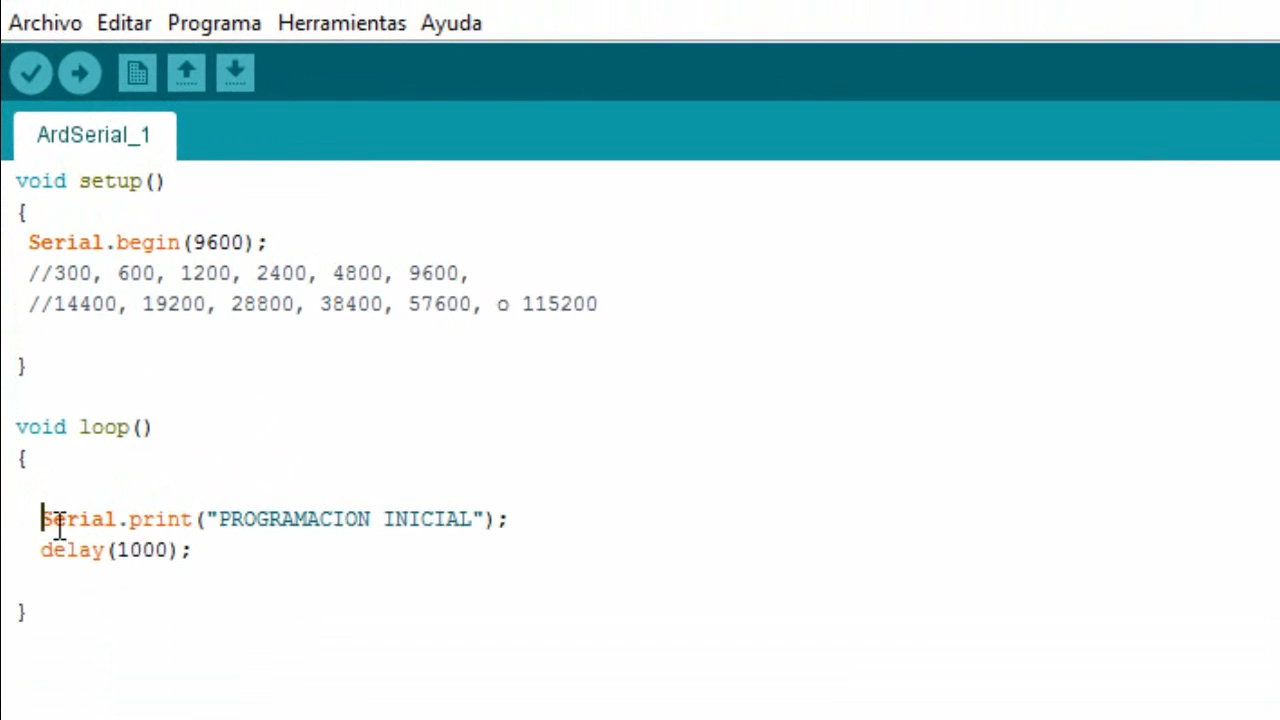 Archivo Editar Programa Herramientas Ayuda
ArdSerial_1
void setup()
{
Serial.begin(9600);
//300, 600, 1200, 2400, 4800, 9600,
//14400, 19200, 28800, 38400, 57600, o 115200
}
void loop()
{
Serial.print("PROGRAMACION INICIAL");
delay(1000);
}